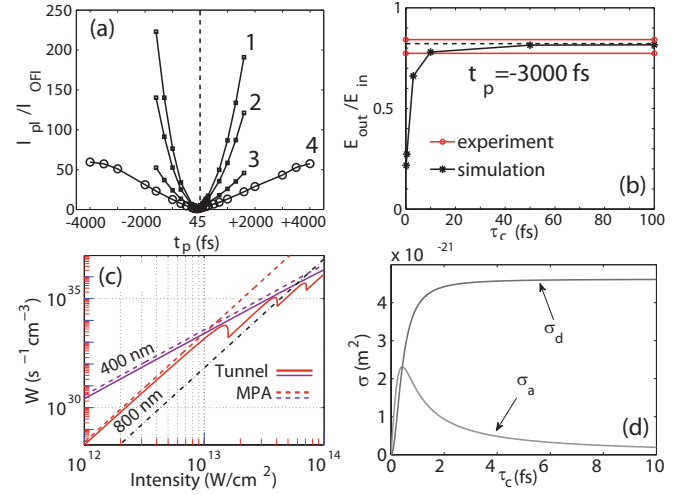 (a)
250
200
150
100
50
0
I_pl / I_OFI
1
2
3
4
-4000
-2000
45
+2000
+4000
t_p (fs)
1
0.5
0
E_out/E_in
t_p=-3000 fs
experiment
simulation
(b)
0
20
40
60
80
100
τ_c (fs)
(c)
10^35
10^30
W (s^-1 cm^-3)
400 nm
800 nm
Tunnel
MPA
10^12
10^13
10^14
Intensity (W/cm^2)
x 10^-21
4
2
0
σ (m^2)
σ_d
σ_a
(d)
0
2
4
6
8
10
τ_c(fs)